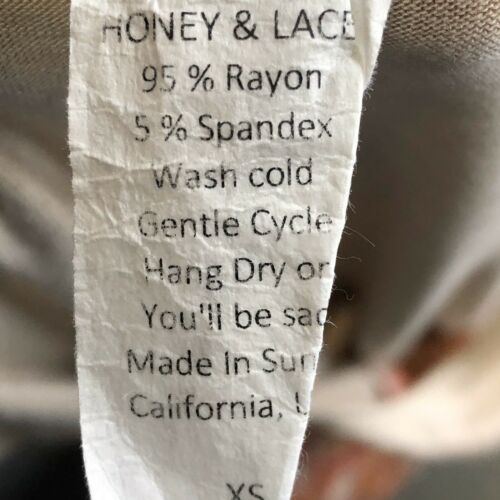 HONEY & LACE
95 % Rayon
5 % Spandex
Wash cold
Gentle Cycle
Hang Dry or
You'll be sad
Made In
California,
XS